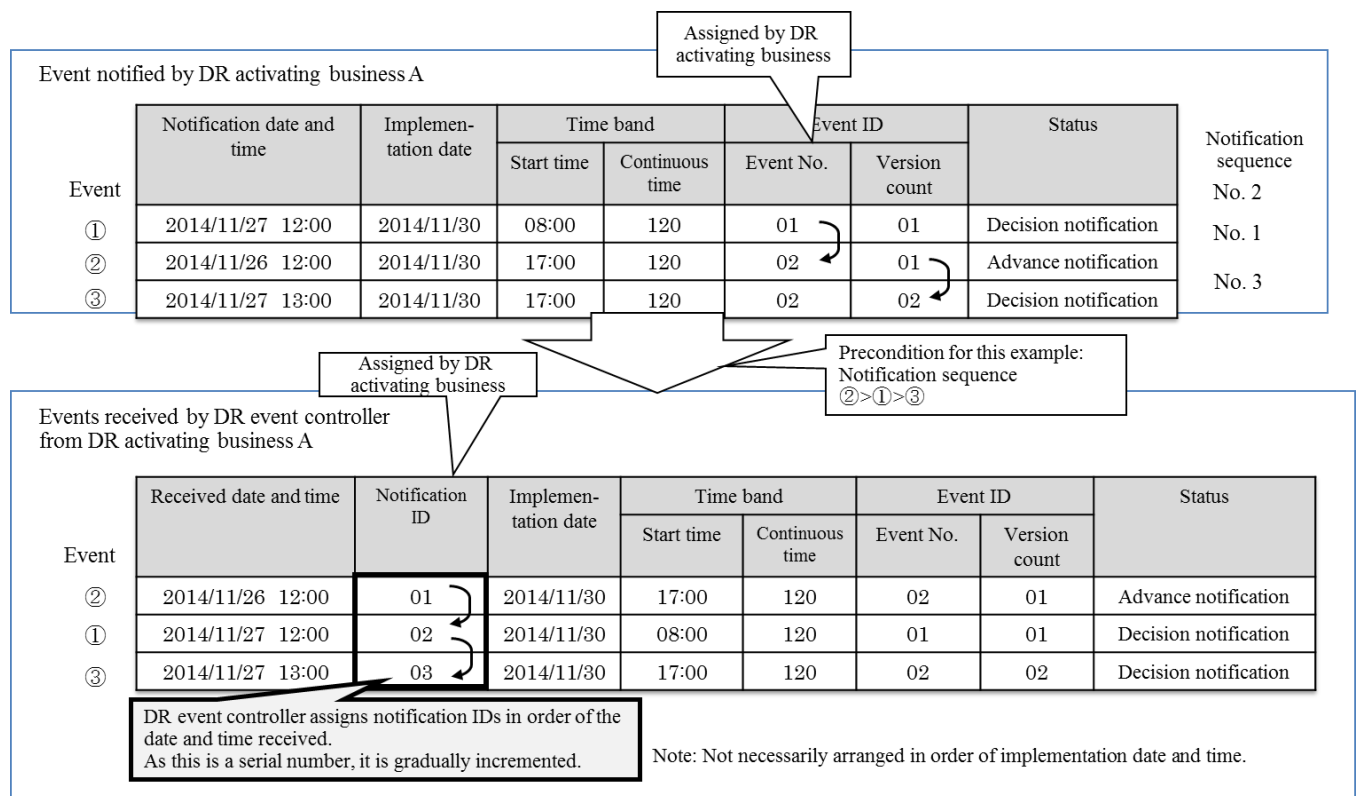 Assigned by DR
activating business
Event notified by DR activating business A
Notification date and
time
Implemen-
tation date
Time band
Event ID
Status
Start time
Continuous
time
Event No.
Version
count
Notification
sequence
Event
No. 2
① 2014/11/27 12:00 2014/11/30 08:00 120 01 01 Decision notification
No. 1
② 2014/11/26 12:00 2014/11/30 17:00 120 02 01 Advance notification
No. 3
③ 2014/11/27 13:00 2014/11/30 17:00 120 02 02 Decision notification
Assigned by DR
activating business
Precondition for this example:
Notification sequence
②>①>③
Events received by DR event controller
from DR activating business A
Received date and time
Notification
ID
Implemen-
tation date
Time band
Event ID
Status
Start time
Continuous
time
Event No.
Version
count
Event
② 2014/11/26 12:00 01 2014/11/30 17:00 120 02 01 Advance notification
① 2014/11/27 12:00 02 2014/11/30 08:00 120 01 01 Decision notification
③ 2014/11/27 13:00 03 2014/11/30 17:00 120 02 02 Decision notification
DR event controller assigns notification IDs in order of the
date and time received.
As this is a serial number, it is gradually incremented.
Note: Not necessarily arranged in order of implementation date and time.